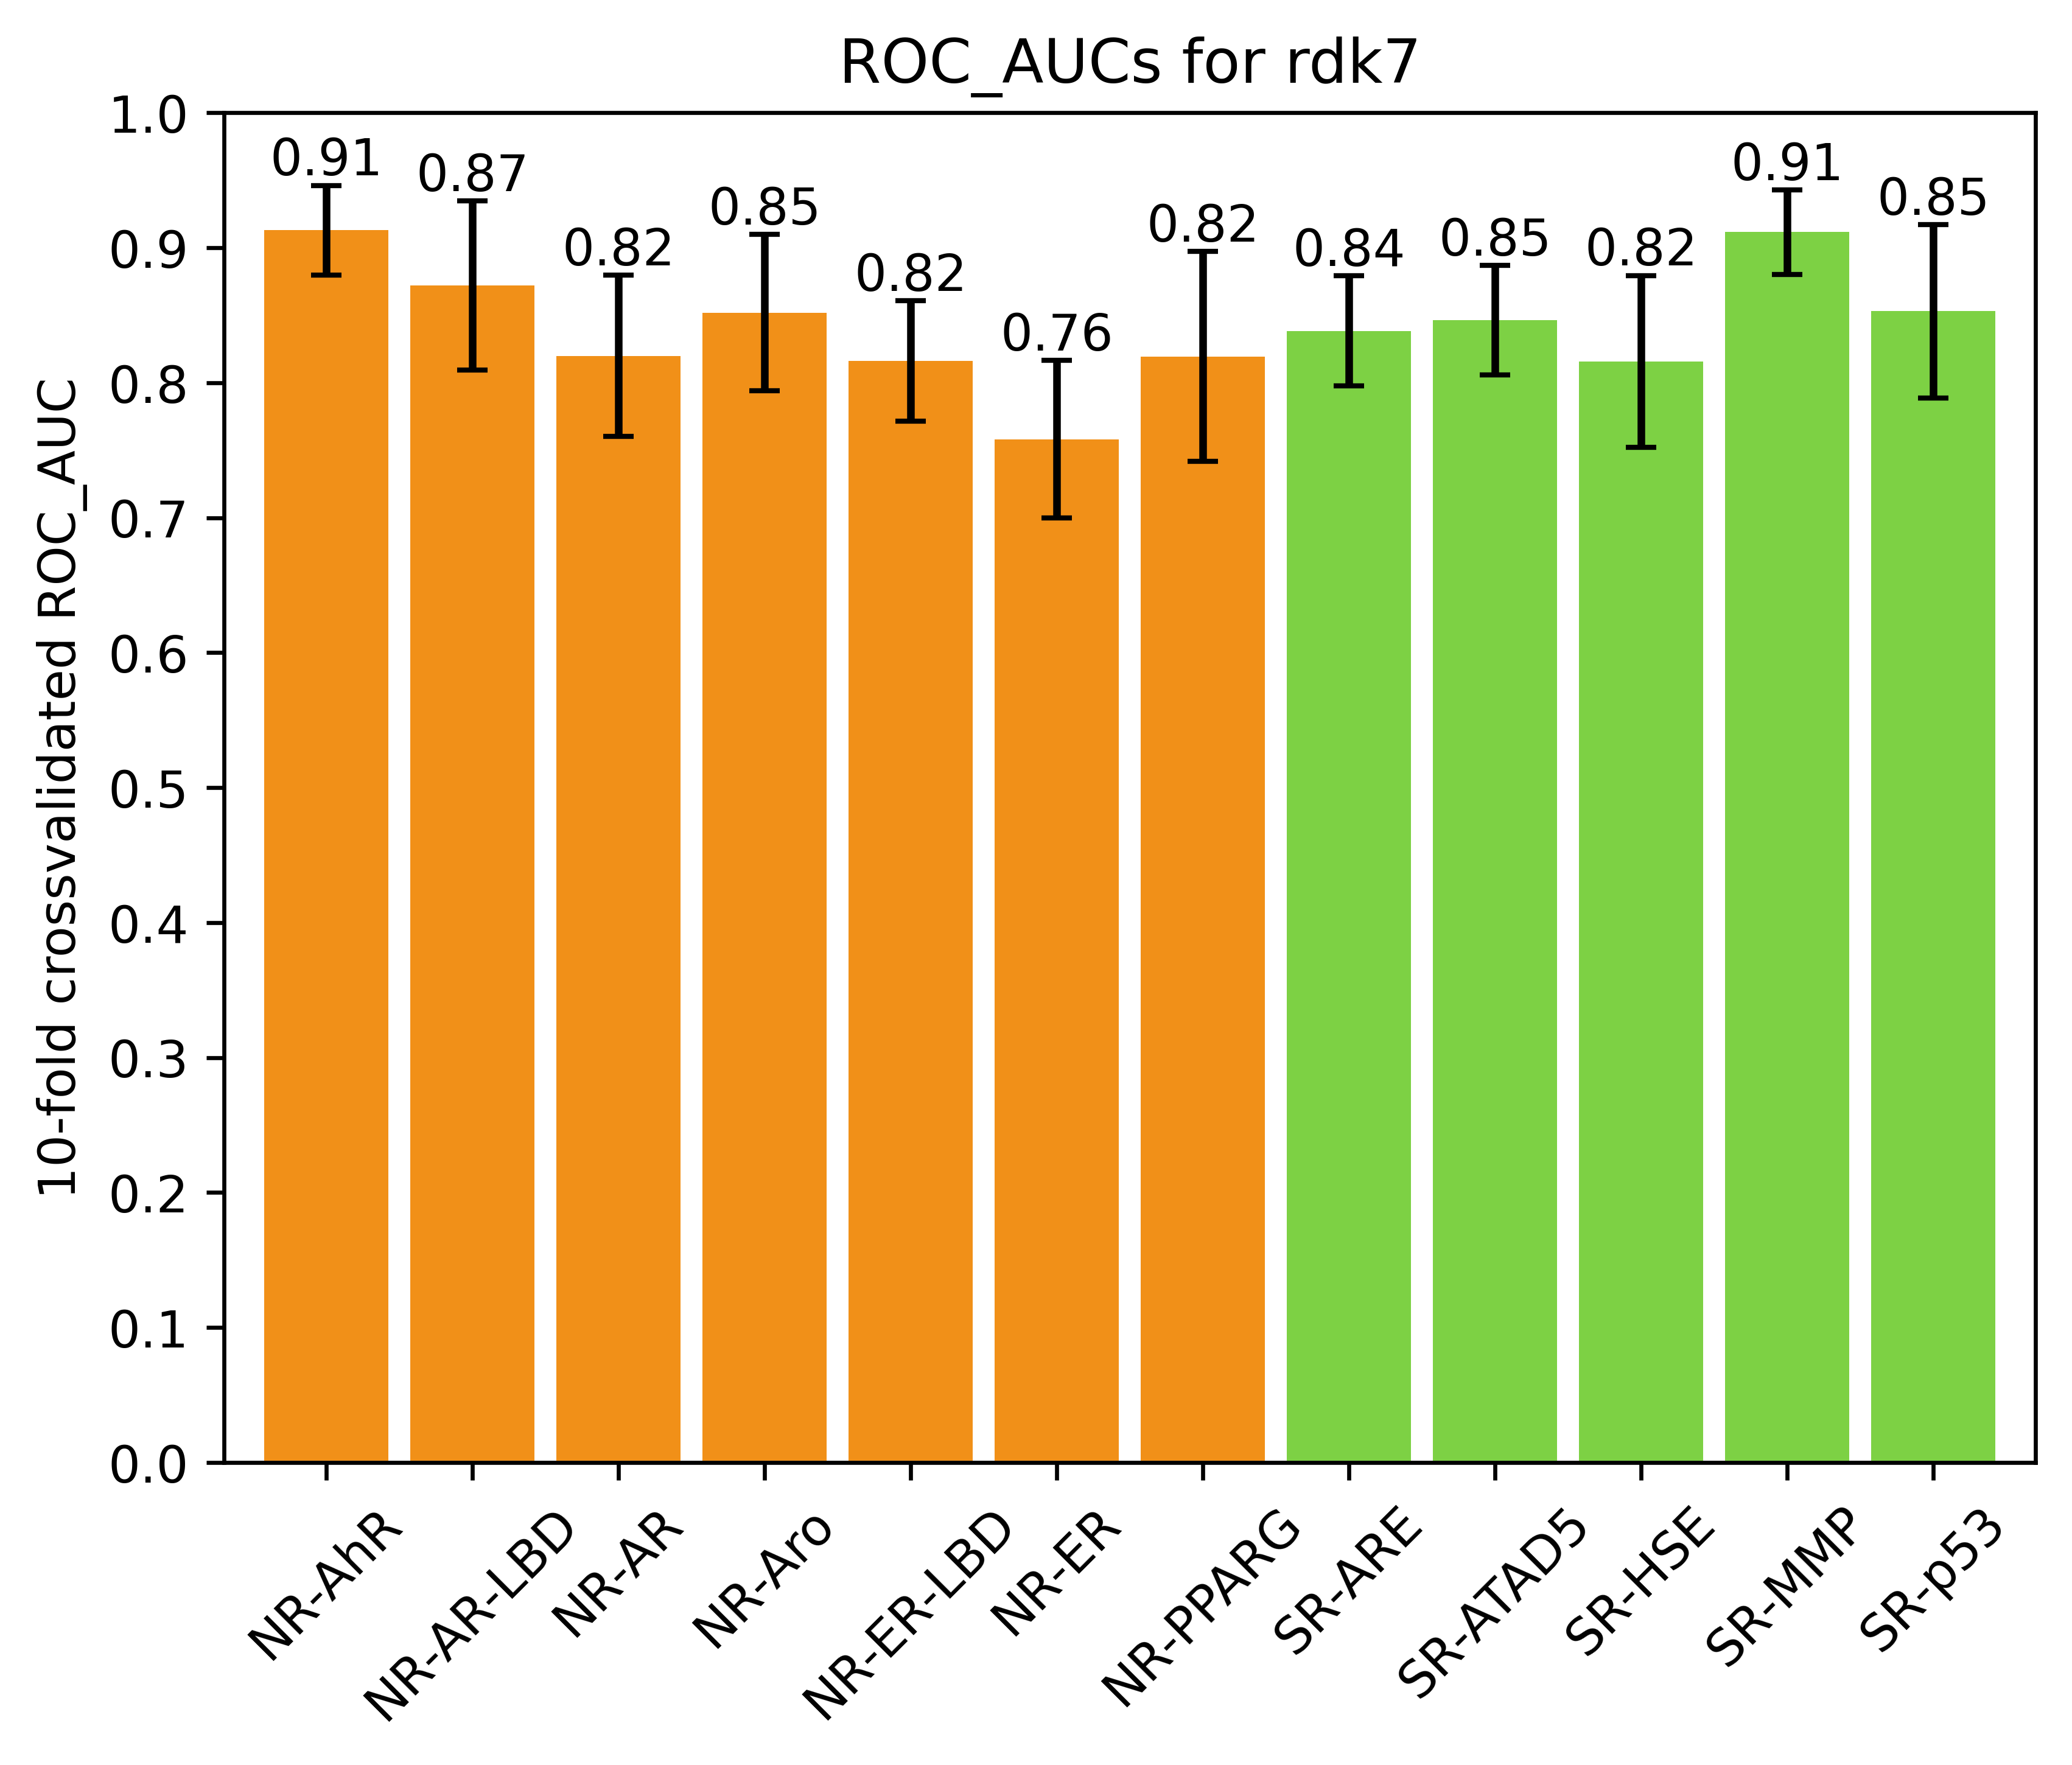 ROC_AUCs for rdk7
10-fold crossvalidated ROC_AUC
1.0
0.9
0.8
0.7
0.6
0.5
0.4
0.3
0.2
0.1
0.0
0.91
0.87
0.82
0.85
0.82
0.76
0.82
0.84
0.85
0.82
0.91
0.85
NR-AhR
NR-AR-LBD
NR-AR
NR-Aro
NR-ER-LBD
NR-ER
NR-PPARG
SR-ARE
SR-ATAD5
SR-HSE
SR-MMP
SR-p53